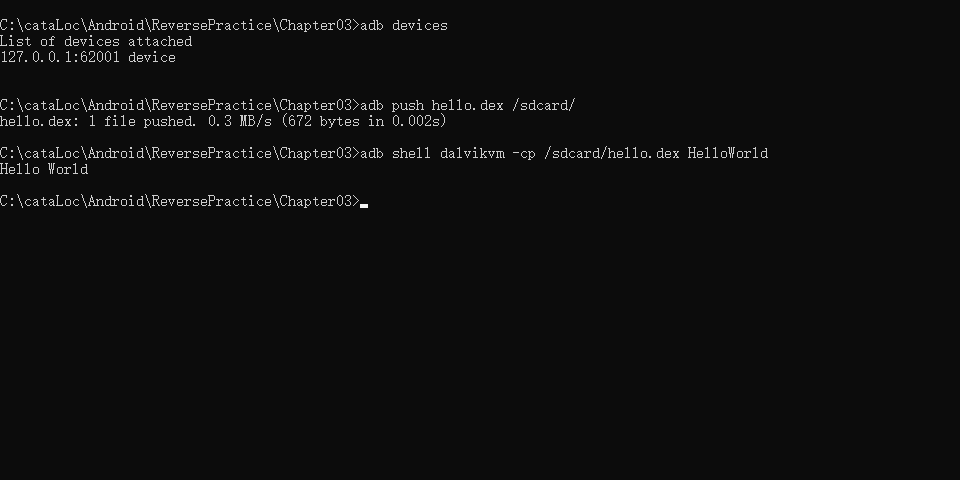 C:\cataLoc\Android\ReversePractice\Chapter03>adb devices
List of devices attached
127.0.0.1:62001 device
C:\cataLoc\Android\ReversePractice\Chapter03>adb push hello.dex /sdcard/
hello.dex: 1 file pushed. 0.3 MB/s (672 bytes in 0.002s)
C:\cataLoc\Android\ReversePractice\Chapter03>adb shell dalvikvm -cp /sdcard/hello.dex HelloWorld
Hello World
C:\cataLoc\Android\ReversePractice\Chapter03>